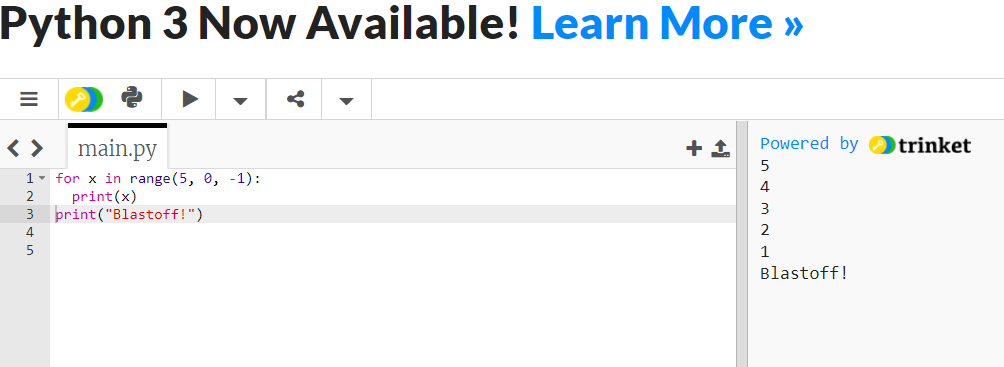 Python 3 Now Available! Learn More »
main.py
1 for x in range(5, 0, -1):
2 print(x)
3 print("Blastoff!")
4
5
Powered by trinket
5
4
3
2
1
Blastoff!